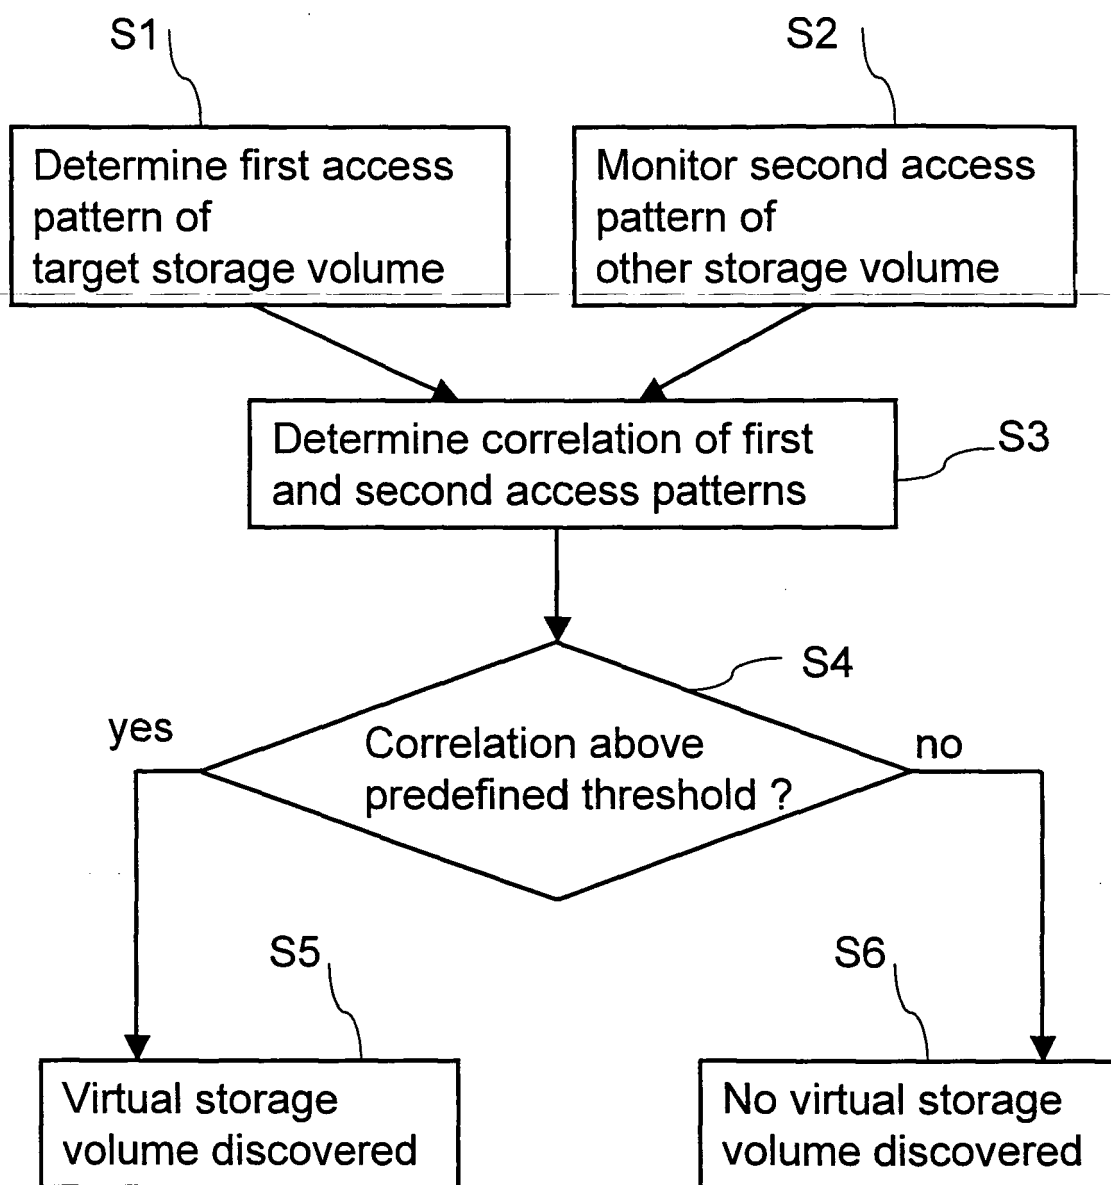 S1
S2
Determine first access
pattern of
target storage volume
Monitor second access
pattern of
other storage volume
Determine correlation of first
and second access patterns
S3
S4
yes
Correlation above
predefined threshold ?
no
S5
S6
Virtual storage
volume discovered
No virtual storage
volume discovered